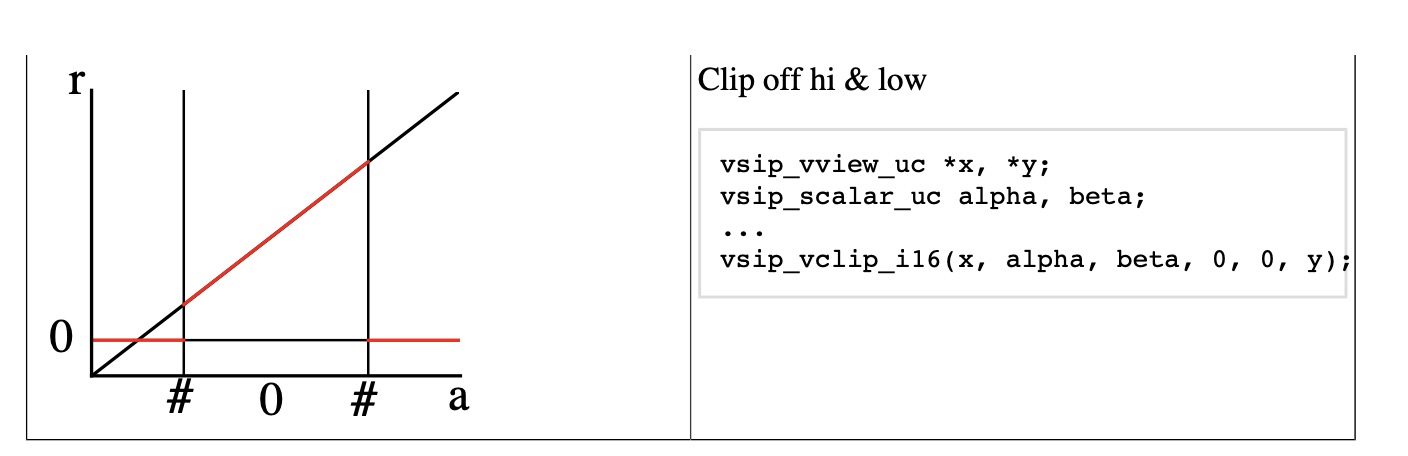 r
0
# 0 # a
Clip off hi & low
vsip_vview_uc *x, *y;
vsip_scalar_uc alpha, beta;
...
vsip_vclip_i16(x, alpha, beta, 0, 0, y);